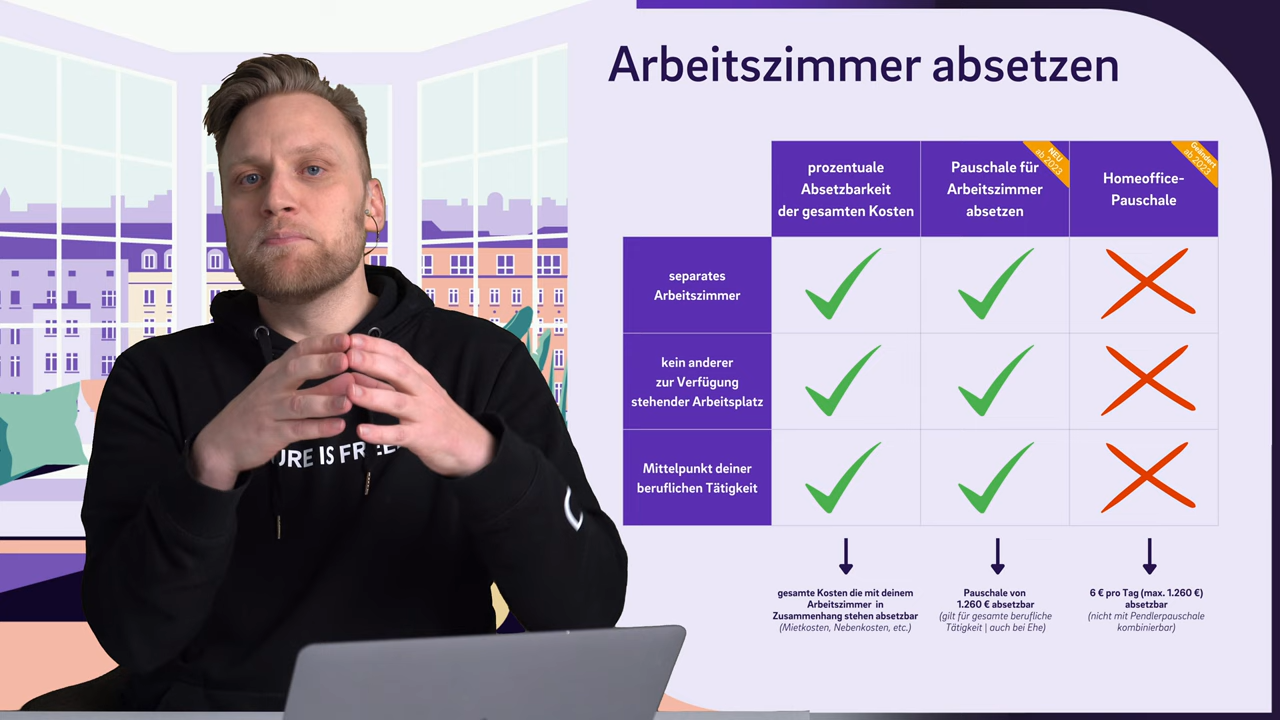 Arbeitszimmer absetzen
prozentuale
Absetzbarkeit
der gesamten Kosten
Pauschale für
Arbeitszimmer
absetzen
NEU
ab 2023
Homeoffice-
Pauschale
Geändert
ab 2023
separates
Arbeitszimmer
kein anderer
zur Verfügung
stehender Arbeitsplatz
Mittelpunkt deiner
beruflichen Tätigkeit
gesamte Kosten die mit deinem
Arbeitszimmer in
Zusammenhang stehen absetzbar
(Mietkosten, Nebenkosten, etc.)
Pauschale von
1.260 € absetzbar
(gilt für gesamte berufliche
Tätigkeit | auch bei Ehe)
6 € pro Tag (max. 1.260 €)
absetzbar
(nicht mit Pendlerpauschale
kombinierbar)
IS